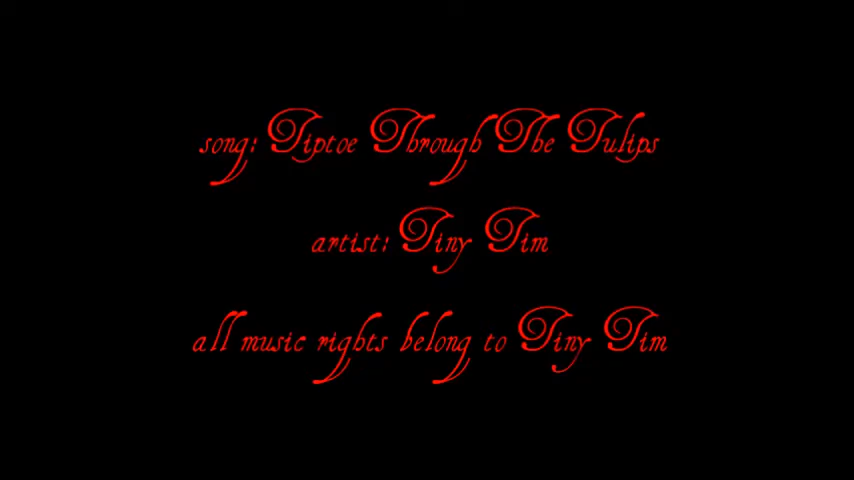 song: Tiptoe Through The Tulips
artist: Tiny Tim
all music rights belong to Tiny Tim